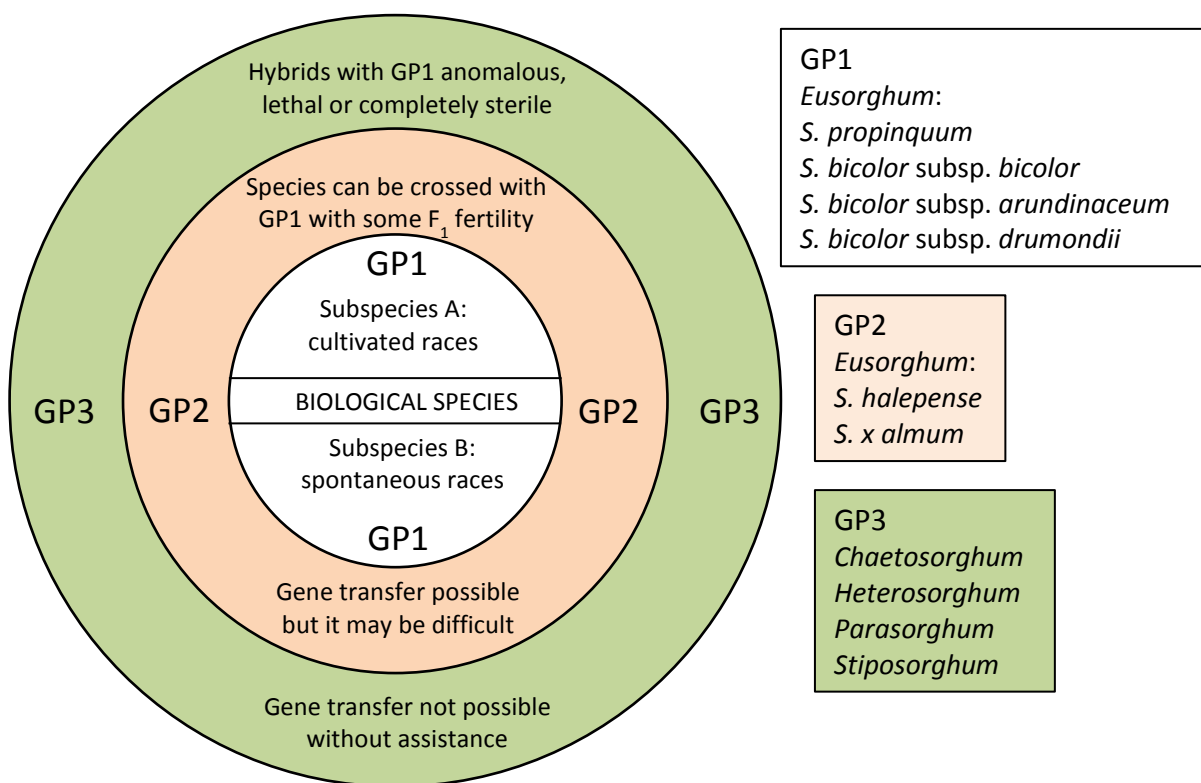 Hybrids with GP1 anomalous,
lethal or completely sterile
Species can be crossed with
GP1 with some F1 fertility
GP1
Subspecies A:
cultivated races
GP3
GP2
BIOLOGICAL SPECIES
GP2
GP3
Subspecies B:
spontaneous races
GP1
Gene transfer possible
but it may be difficult
Gene transfer not possible
without assistance
GP1
Eusorghum:
S. propinquum
S. bicolor subsp. bicolor
S. bicolor subsp. arundinaceum
S. bicolor subsp. drumondii
GP2
Eusorghum:
S. halepense
S. x almum
GP3
Chaetosorghum
Heterosorghum
Parasorghum
Stiposorghum